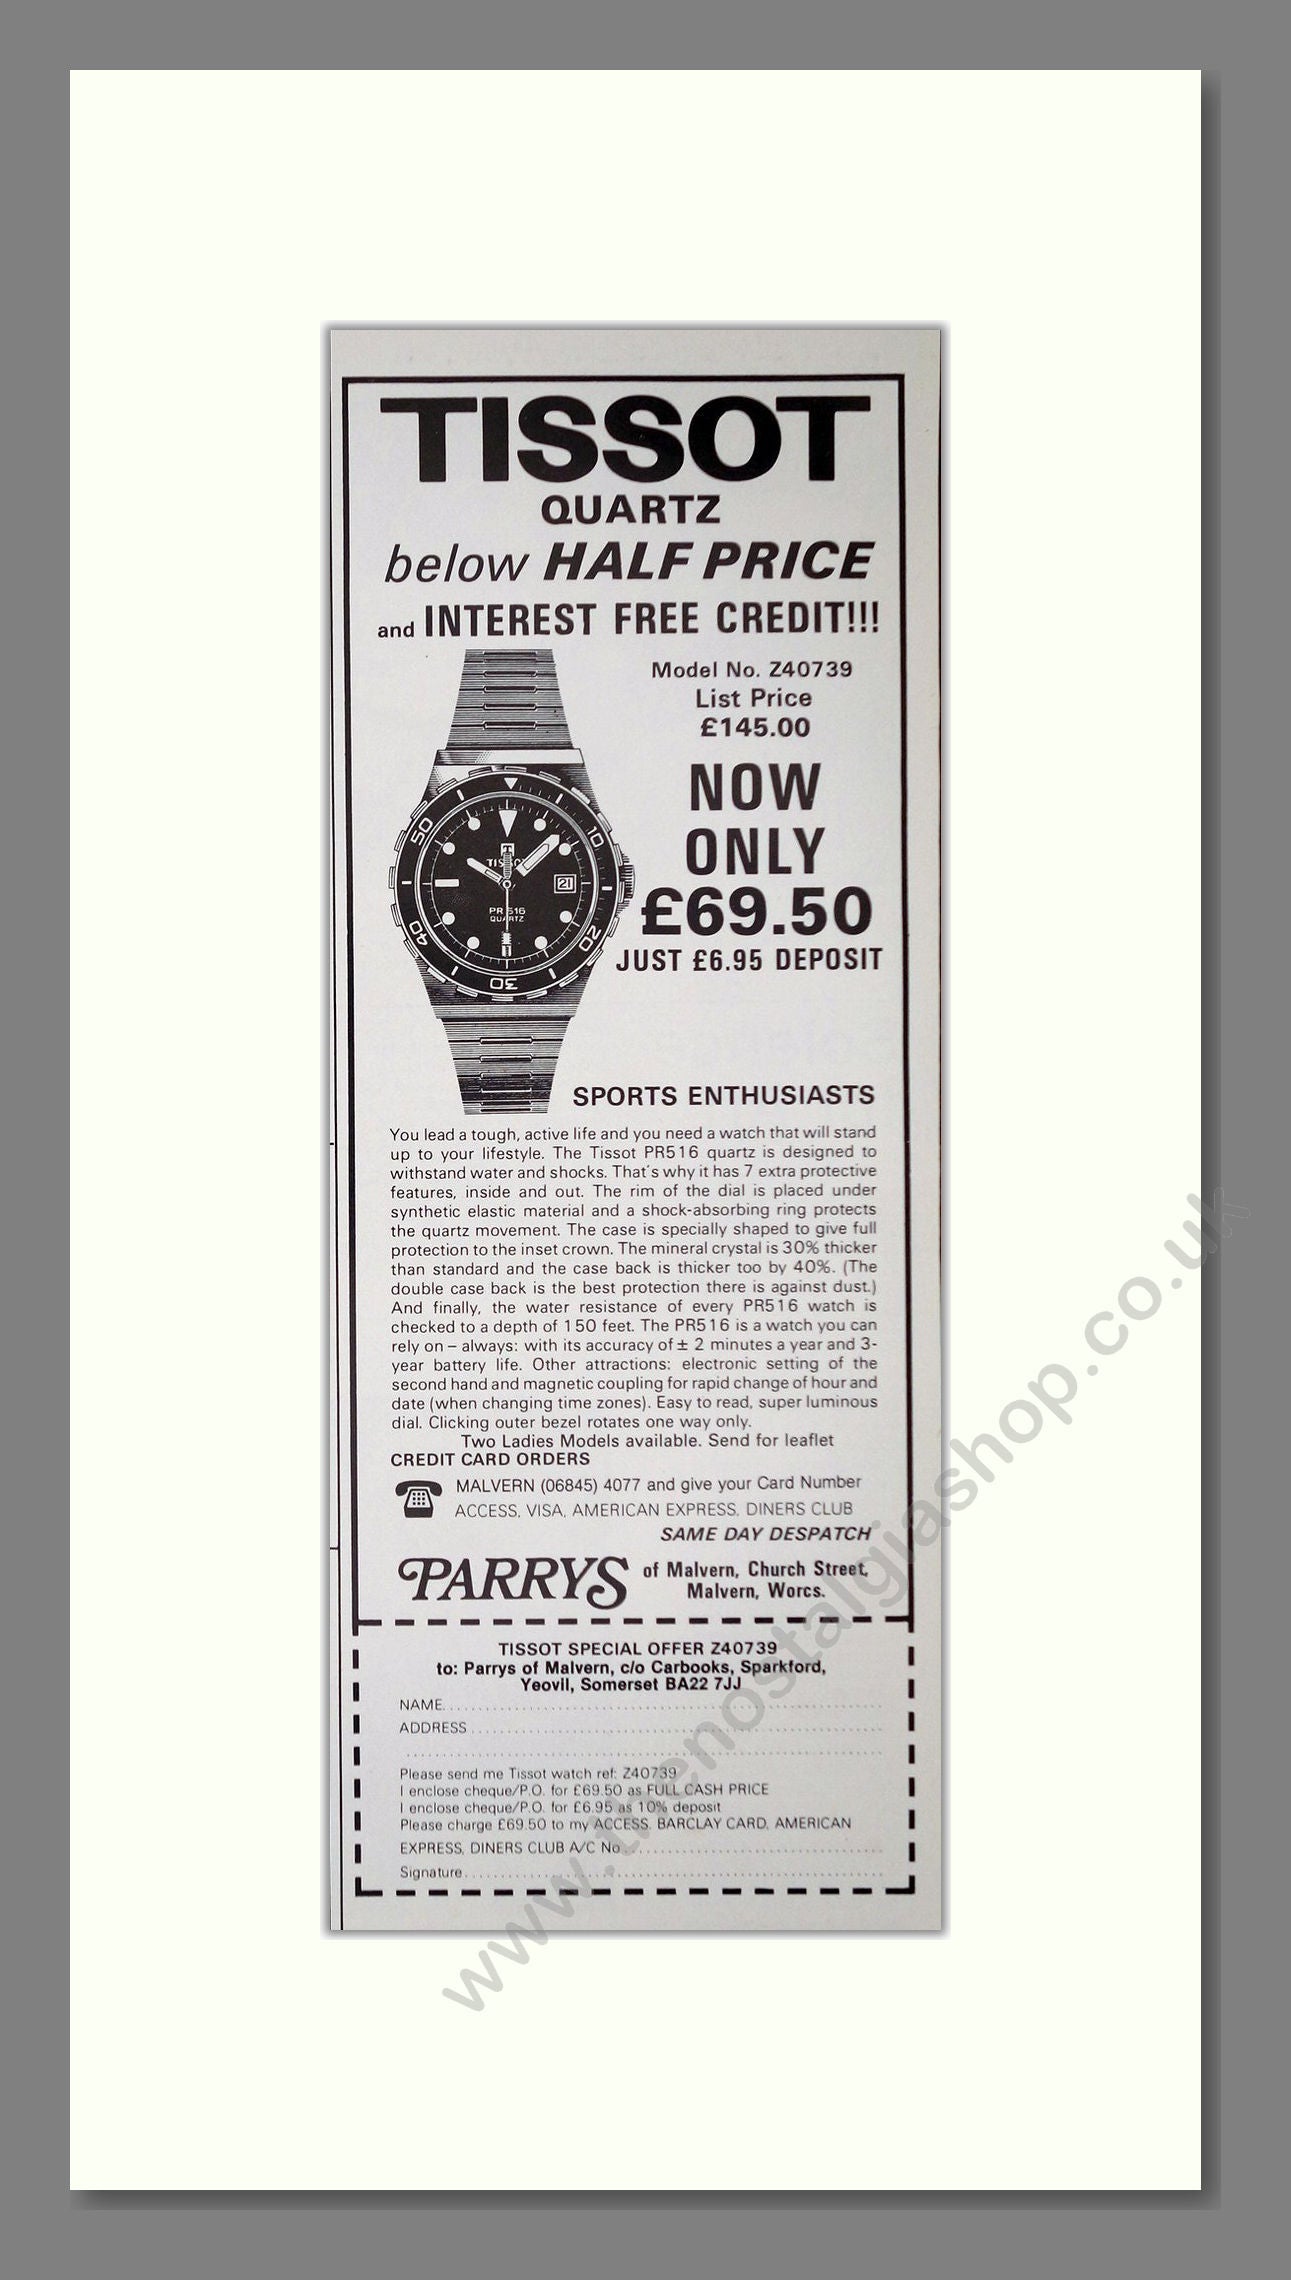 TISSOT
QUARTZ
below HALF PRICE
and INTEREST FREE CREDIT!!!
Model No. Z40739
List Price
£145.00
NOW
ONLY
£69.50
JUST £6.95 DEPOSIT
10
20
30
40
50
TISSOT
21
PR 516
QUARTZ
SPORTS ENTHUSIASTS
You lead a tough, active life and you need a watch that will stand
up to your lifestyle. The Tissot PR516 quartz is designed to
withstand water and shocks. That's why it has 7 extra protective
features, inside and out. The rim of the dial is placed under
synthetic elastic material and a shock-absorbing ring protects
the quartz movement. The case is specially shaped to give full
protection to the inset crown. The mineral crystal is 30% thicker
than standard and the case back is thicker too by 40%. (The
double case back is the best protection there is against dust.)
And finally, the water resistance of every PR516 watch is
checked to a depth of 150 feet. The PR516 is a watch you can
rely on – always: with its accuracy of ± 2 minutes a year and 3-
year battery life. Other attractions: electronic setting of the
second hand and magnetic coupling for rapid change of hour and
date (when changing time zones). Easy to read, super luminous
dial. Clicking outer bezel rotates one way only.
Two Ladies Models available. Send for leaflet
CREDIT CARD ORDERS
MALVERN (06845) 4077 and give your Card Number
ACCESS, VISA, AMERICAN EXPRESS, DINERS CLUB
SAME DAY DESPATCH
PARRYS of Malvern, Church Street,
Malvern, Worcs.
TISSOT SPECIAL OFFER Z40739
to: Parrys of Malvern, c/o Carbooks, Sparkford,
Yeovil, Somerset BA22 7JJ
NAME
ADDRESS
Please send me Tissot watch ref: Z40739
I enclose cheque/P.O. for £69.50 as FULL CASH PRICE
I enclose cheque/P.O. for £6.95 as 10% deposit
Please charge £69.50 to my ACCESS, BARCLAY CARD, AMERICAN
EXPRESS, DINERS CLUB A/C No
Signature
www.thenostalgiashop.co.uk